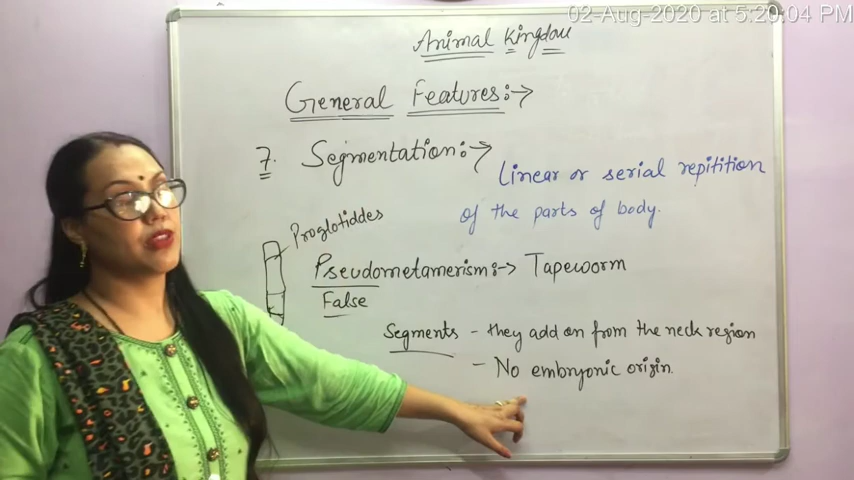 02-Aug-2020 at 5:20:04 PM
Animal Kingdom
General Features:→
7. Segmentation:→
Linear or serial repitition
of the parts of body.
Proglotiddes
Pseudometamerism:-> Tapeworm
False
Segments - they add on from the neck region
- No embryonic origin.